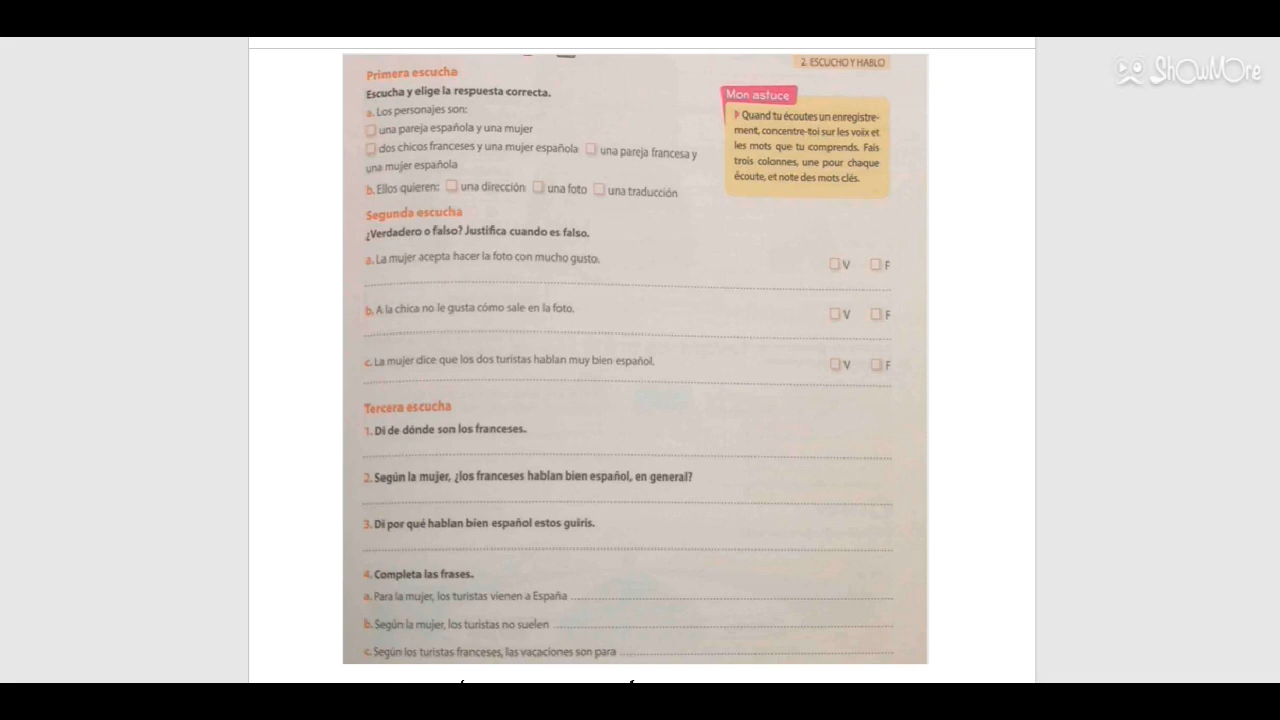 ShowMore
2. ESCUCHO Y HABLO
Primera escucha
Escucha y elige la respuesta correcta.
a. Los personajes son:
una pareja española y una mujer
dos chicos franceses y una mujer española una pareja francesa y
una mujer española
b. Ellos quieren: una dirección una foto una traducción
Mon astuce
Quand tu écoutes un enregistre-
ment, concentre-toi sur les voix et
les mots que tu comprends. Fais
trois colonnes, une pour chaque
écoute, et note des mots clés.
Segunda escucha
¿Verdadero o falso? Justifica cuando es falso.
a. La mujer acepta hacer la foto con mucho gusto. V F
b. A la chica no le gusta cómo sale en la foto. V F
c. La mujer dice que los dos turistas hablan muy bien español. V F
Tercera escucha
1. Di de dónde son los franceses.
2. Según la mujer, ¿los franceses hablan bien español, en general?
3. Di por qué hablan bien español estos guiris.
4. Completa las frases.
a. Para la mujer, los turistas vienen a España
b. Según la mujer, los turistas no suelen
c. Según los turistas franceses, las vacaciones son para